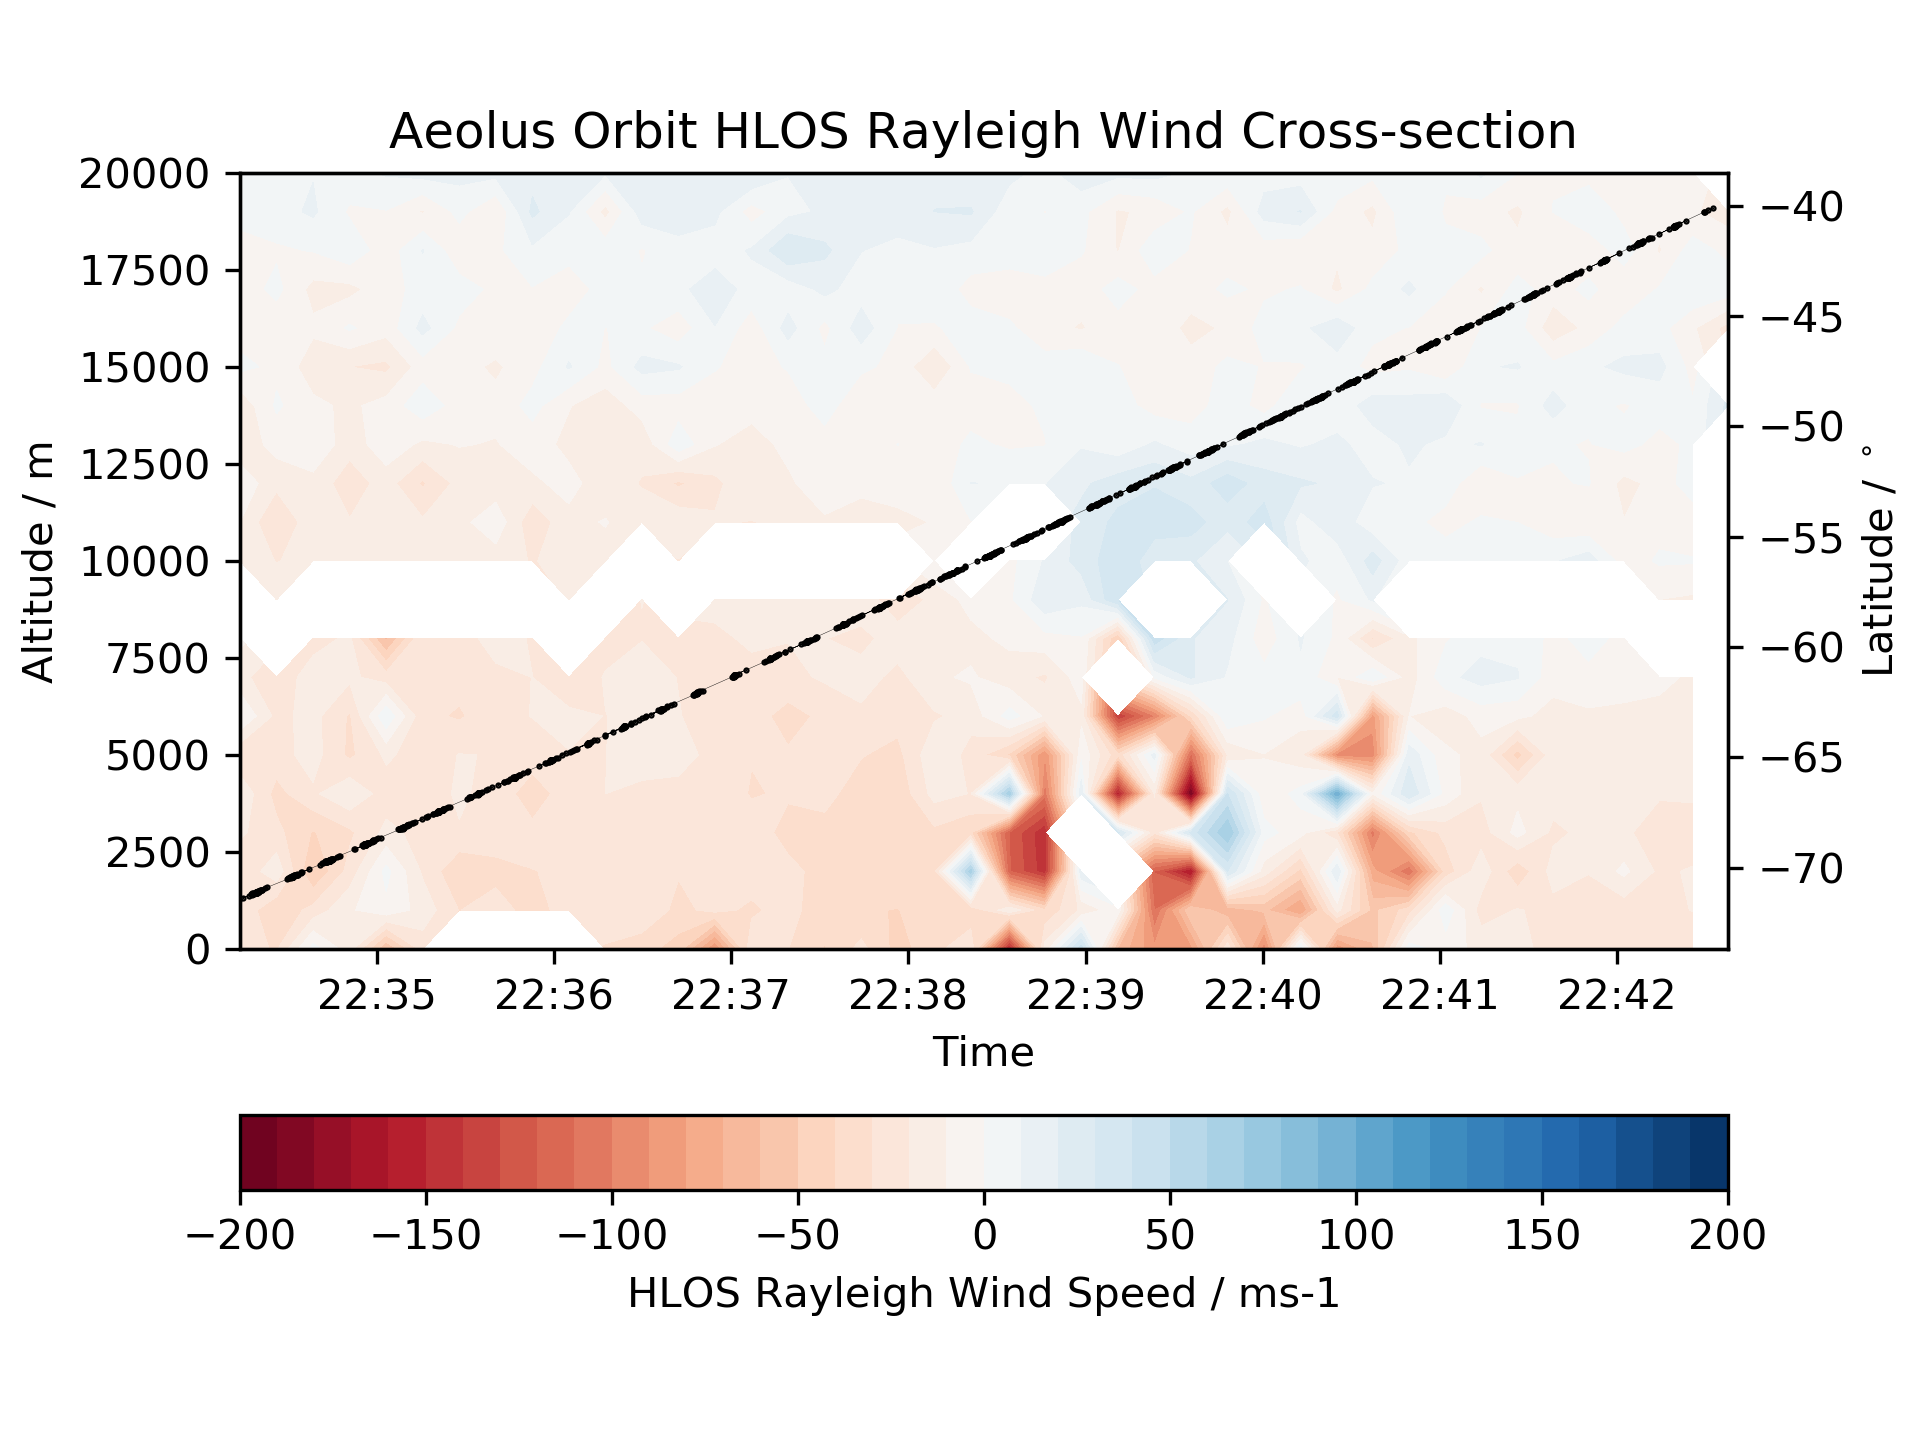 Aeolus Orbit HLOS Rayleigh Wind Cross-section
20000
17500
15000
12500
10000
7500
5000
2500
0
Altitude / m
−40
−45
−50
−55
−60
−65
−70
Latitude / °
22:35 22:36 22:37 22:38 22:39 22:40 22:41 22:42
Time
−200 −150 −100 −50 0 50 100 150 200
HLOS Rayleigh Wind Speed / ms-1